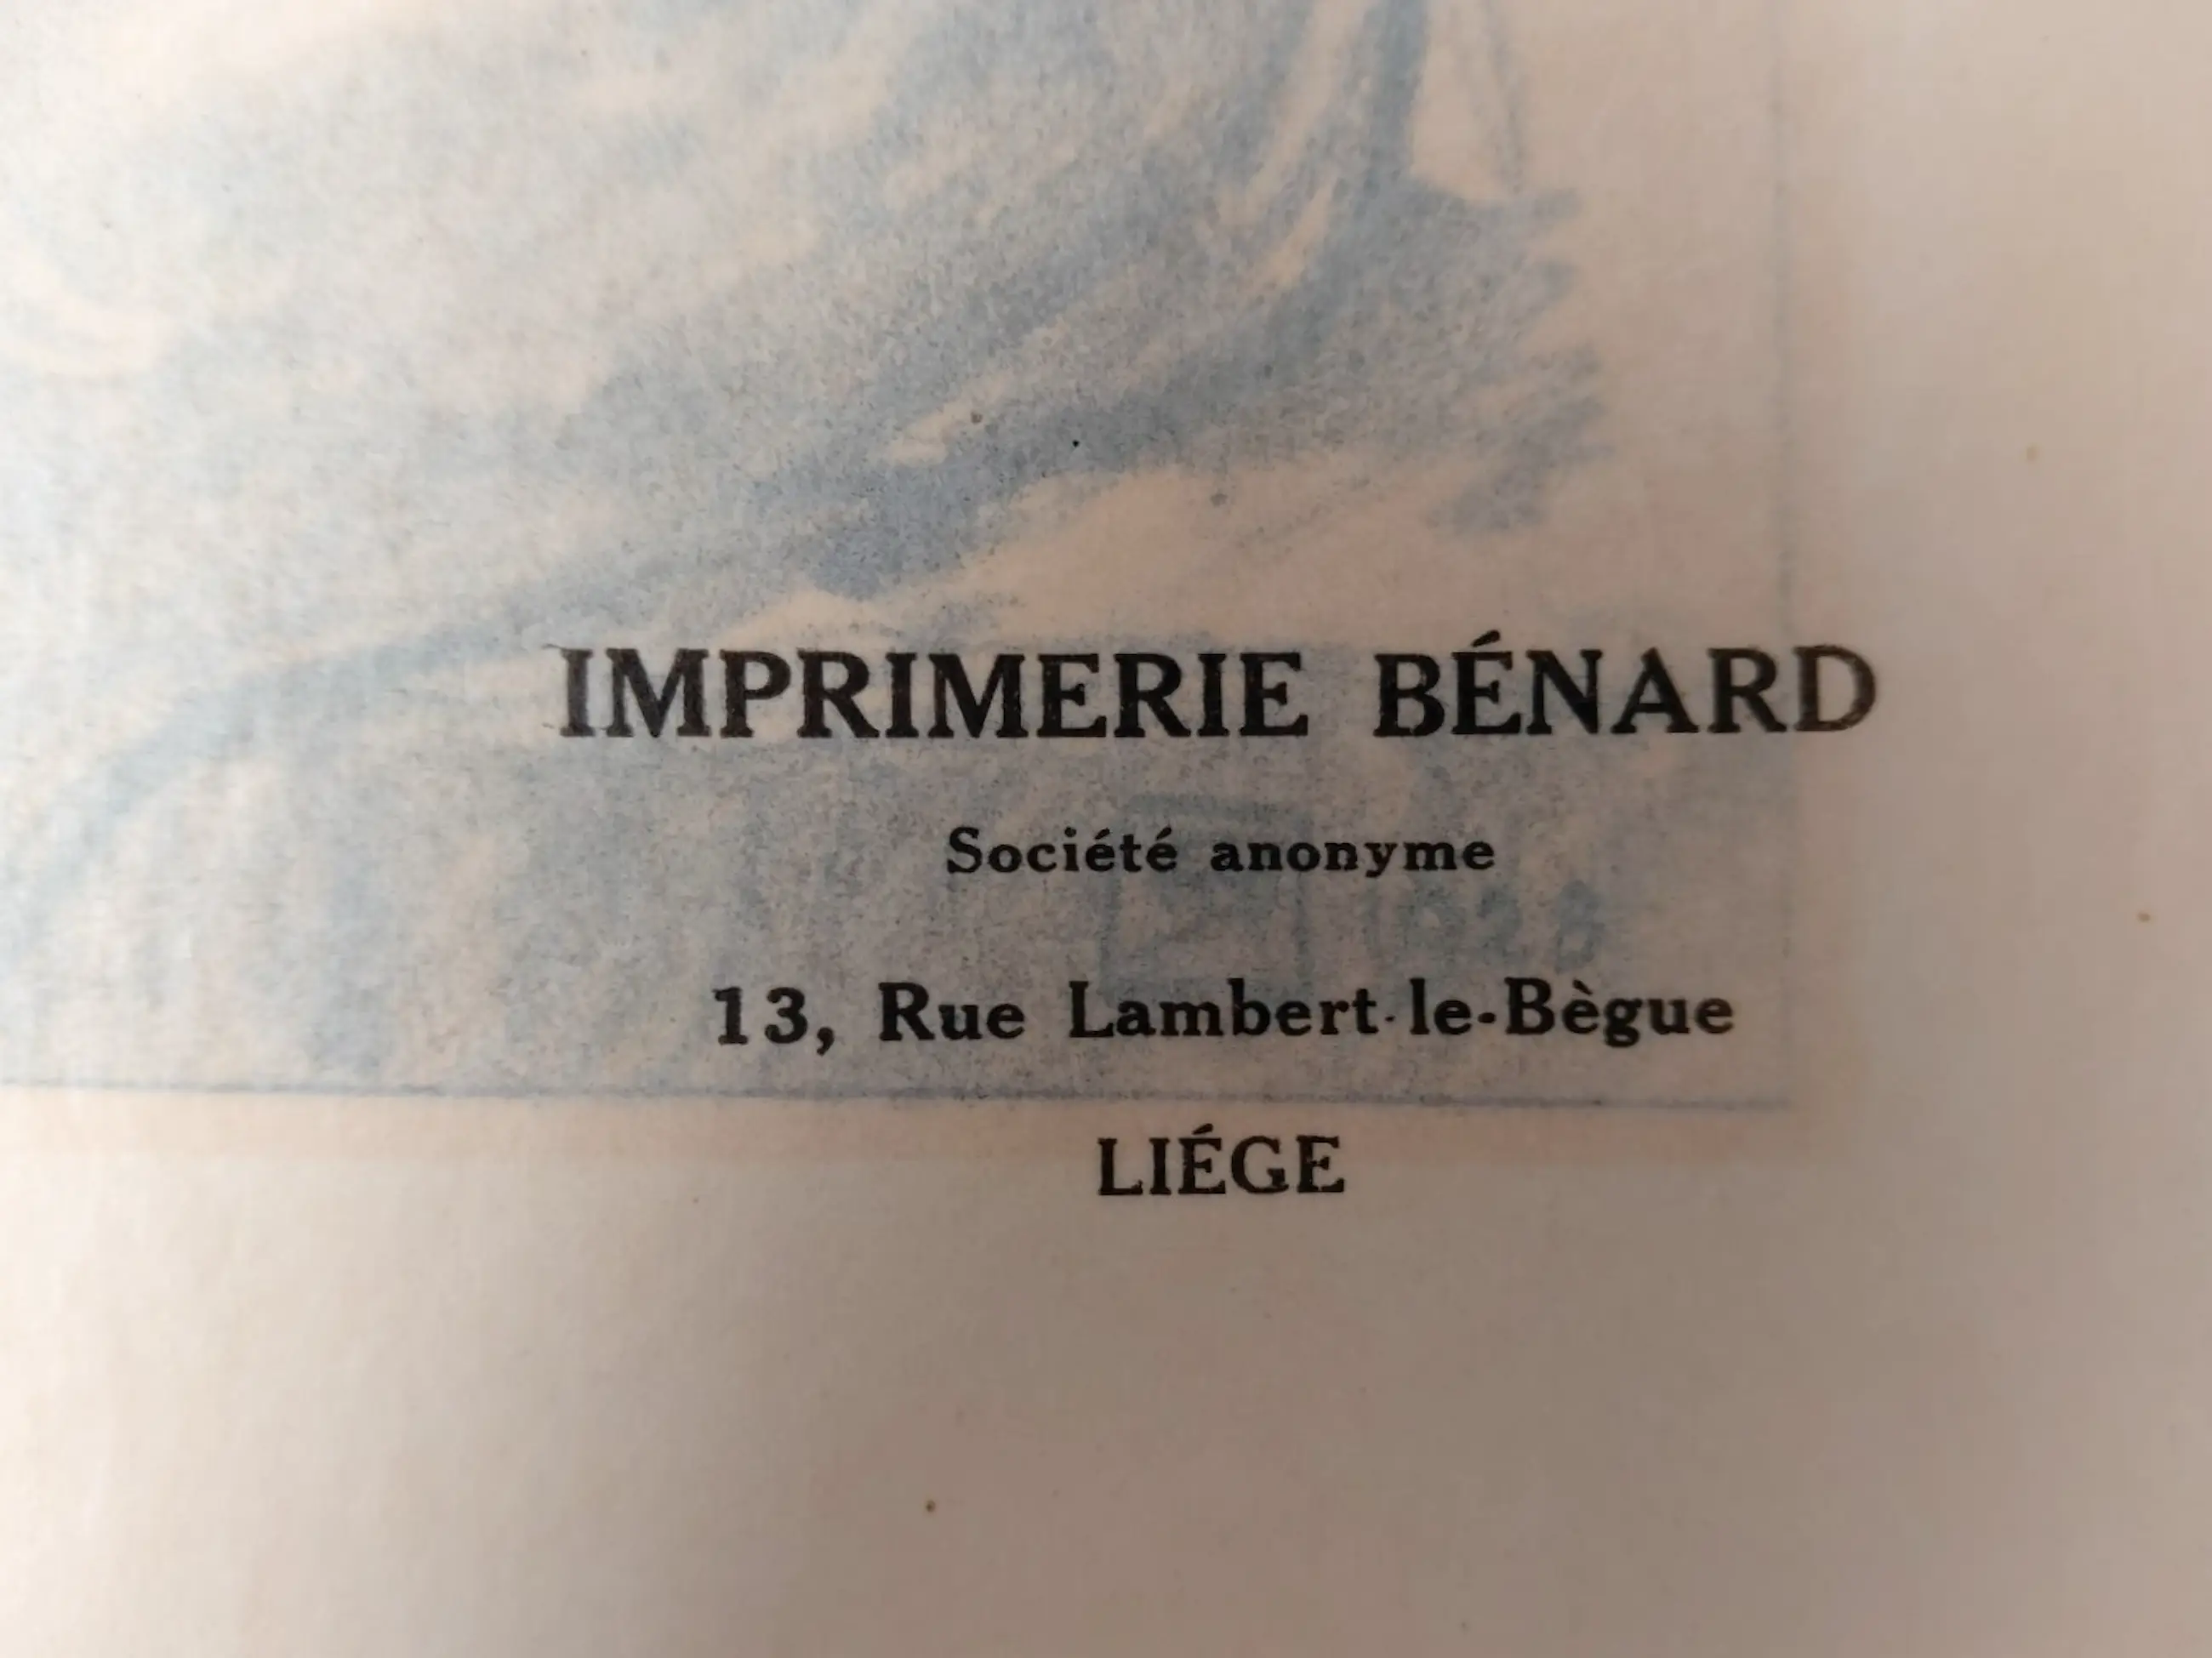 IMPRIMERIE BÉNARD
Société anonyme
13, Rue Lambert-le-Bègue
LIÉGE